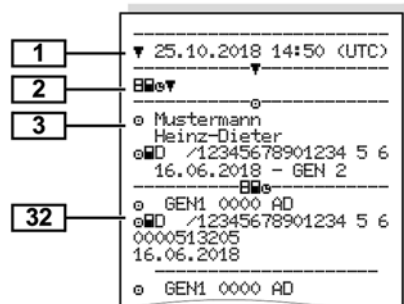 1
▼ 25.10.2018 14:50 (UTC)
2
3
Mustermann
Heinz-Dieter
D /12345678901234 5 6
16.06.2018 - GEN 2
32
GEN1 0000 AD
D /12345678901234 5 6
0000513205
16.06.2018
GEN1 0000 AD